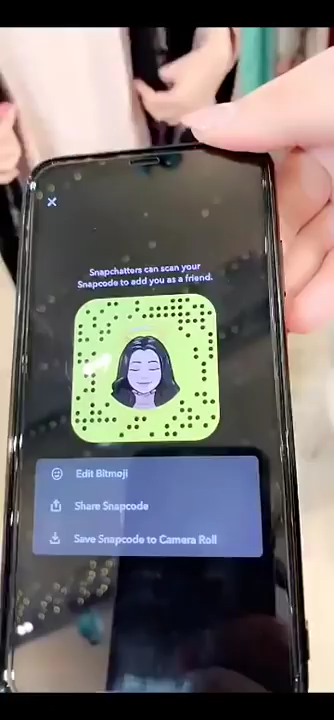 Snapchatters can scan your
Snapcode to add you as a friend.
Edit Bitmoji
Share Snapcode
Save Snapcode to Camera Roll